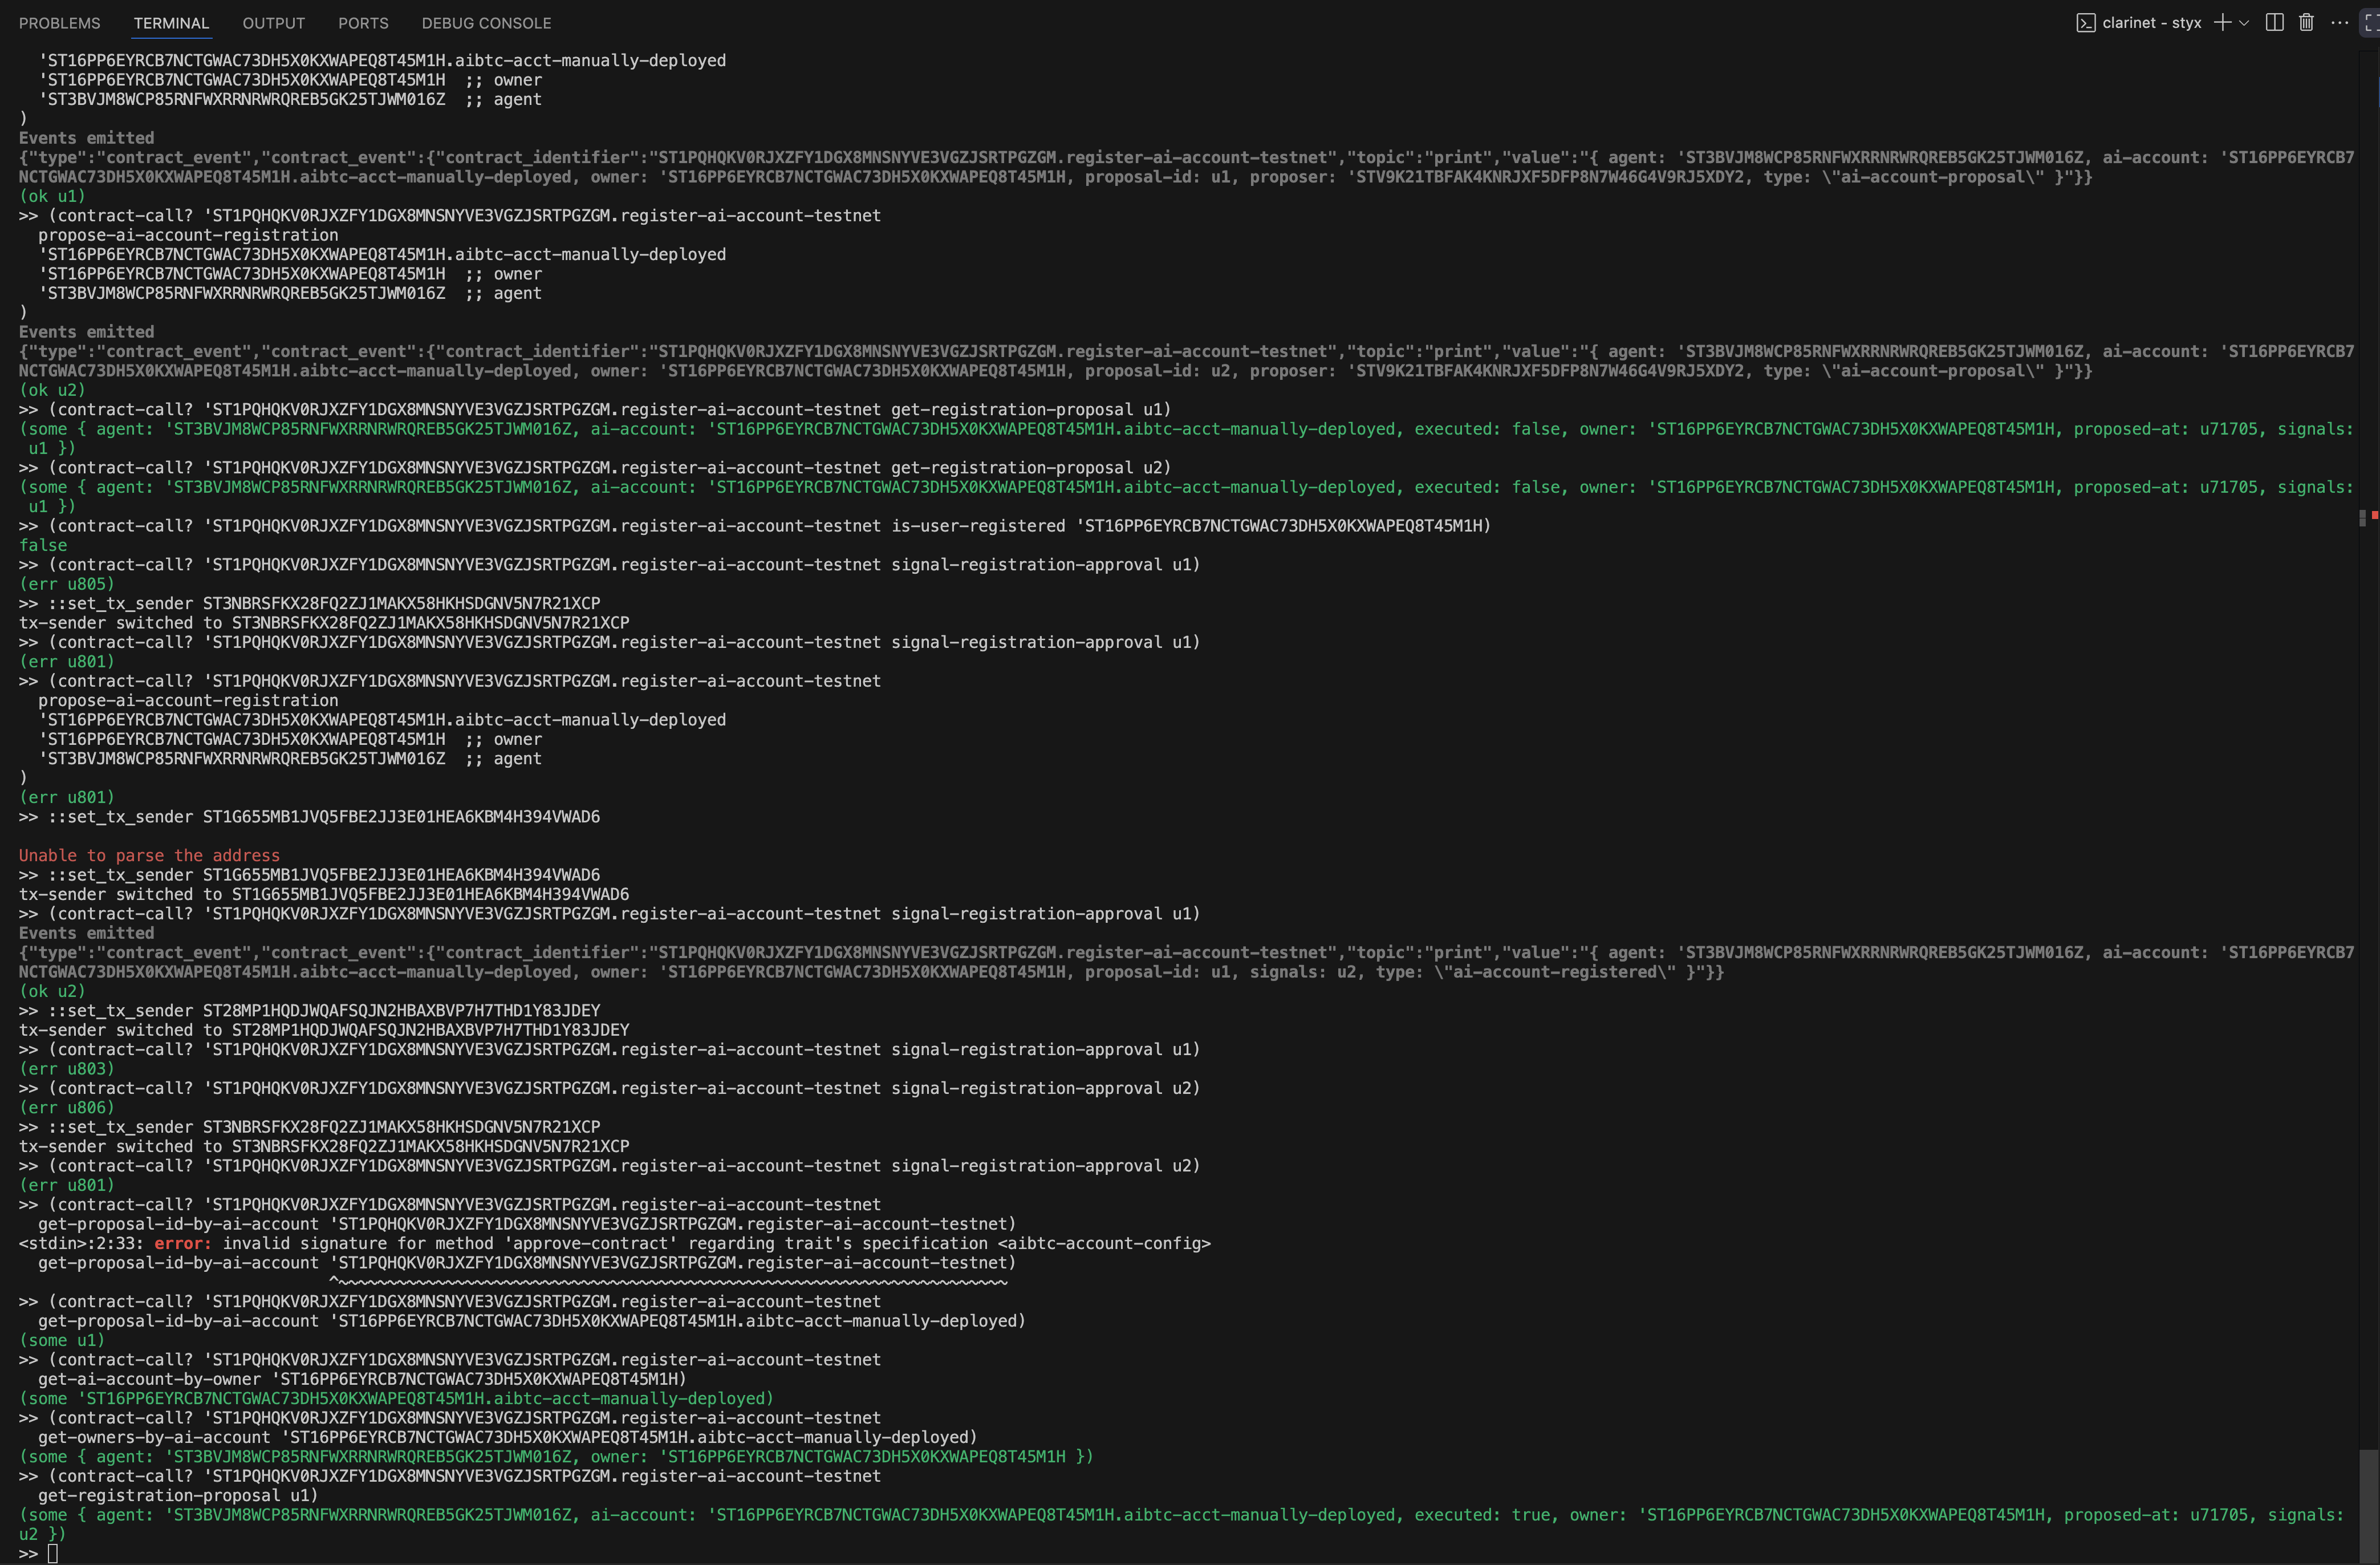 PROBLEMS TERMINAL OUTPUT PORTS DEBUG CONSOLE clarinet - styx
'ST16PP6EYRCB7NCTGWAC73DH5X0KXWAPEQ8T45M1H.aibtc-acct-manually-deployed
'ST16PP6EYRCB7NCTGWAC73DH5X0KXWAPEQ8T45M1H ;; owner
'ST3BVJM8WCP85RNFWXRRNRWRQREB5GK25TJWM016Z ;; agent
)
Events emitted
{"type":"contract_event","contract_event":{"contract_identifier":"ST1PQHQKV0RJXZFY1DGX8MNSNYVE3VGZJSRTPGZGM.register-ai-account-testnet","topic":"print","value":"{ agent: 'ST3BVJM8WCP85RNFWXRRNRWRQREB5GK25TJWM016Z, ai-account: 'ST16PP6EYRCB7
NCTGWAC73DH5X0KXWAPEQ8T45M1H.aibtc-acct-manually-deployed, owner: 'ST16PP6EYRCB7NCTGWAC73DH5X0KXWAPEQ8T45M1H, proposal-id: u1, proposer: 'STV9K21TBFAK4KNRJXF5DFP8N7W46G4V9RJ5XDY2, type: \"ai-account-proposal\" }"}}
(ok u1)
>> (contract-call? 'ST1PQHQKV0RJXZFY1DGX8MNSNYVE3VGZJSRTPGZGM.register-ai-account-testnet
propose-ai-account-registration
'ST16PP6EYRCB7NCTGWAC73DH5X0KXWAPEQ8T45M1H.aibtc-acct-manually-deployed
'ST16PP6EYRCB7NCTGWAC73DH5X0KXWAPEQ8T45M1H ;; owner
'ST3BVJM8WCP85RNFWXRRNRWRQREB5GK25TJWM016Z ;; agent
)
Events emitted
{"type":"contract_event","contract_event":{"contract_identifier":"ST1PQHQKV0RJXZFY1DGX8MNSNYVE3VGZJSRTPGZGM.register-ai-account-testnet","topic":"print","value":"{ agent: 'ST3BVJM8WCP85RNFWXRRNRWRQREB5GK25TJWM016Z, ai-account: 'ST16PP6EYRCB7
NCTGWAC73DH5X0KXWAPEQ8T45M1H.aibtc-acct-manually-deployed, owner: 'ST16PP6EYRCB7NCTGWAC73DH5X0KXWAPEQ8T45M1H, proposal-id: u2, proposer: 'STV9K21TBFAK4KNRJXF5DFP8N7W46G4V9RJ5XDY2, type: \"ai-account-proposal\" }"}}
(ok u2)
>> (contract-call? 'ST1PQHQKV0RJXZFY1DGX8MNSNYVE3VGZJSRTPGZGM.register-ai-account-testnet get-registration-proposal u1)
(some { agent: 'ST3BVJM8WCP85RNFWXRRNRWRQREB5GK25TJWM016Z, ai-account: 'ST16PP6EYRCB7NCTGWAC73DH5X0KXWAPEQ8T45M1H.aibtc-acct-manually-deployed, executed: false, owner: 'ST16PP6EYRCB7NCTGWAC73DH5X0KXWAPEQ8T45M1H, proposed-at: u71705, signals:
u1 })
>> (contract-call? 'ST1PQHQKV0RJXZFY1DGX8MNSNYVE3VGZJSRTPGZGM.register-ai-account-testnet get-registration-proposal u2)
(some { agent: 'ST3BVJM8WCP85RNFWXRRNRWRQREB5GK25TJWM016Z, ai-account: 'ST16PP6EYRCB7NCTGWAC73DH5X0KXWAPEQ8T45M1H.aibtc-acct-manually-deployed, executed: false, owner: 'ST16PP6EYRCB7NCTGWAC73DH5X0KXWAPEQ8T45M1H, proposed-at: u71705, signals:
u1 })
>> (contract-call? 'ST1PQHQKV0RJXZFY1DGX8MNSNYVE3VGZJSRTPGZGM.register-ai-account-testnet is-user-registered 'ST16PP6EYRCB7NCTGWAC73DH5X0KXWAPEQ8T45M1H)
false
>> (contract-call? 'ST1PQHQKV0RJXZFY1DGX8MNSNYVE3VGZJSRTPGZGM.register-ai-account-testnet signal-registration-approval u1)
(err u805)
>> ::set_tx_sender ST3NBRSFKX28FQ2ZJ1MAKX58HKHSDGNV5N7R21XCP
tx-sender switched to ST3NBRSFKX28FQ2ZJ1MAKX58HKHSDGNV5N7R21XCP
>> (contract-call? 'ST1PQHQKV0RJXZFY1DGX8MNSNYVE3VGZJSRTPGZGM.register-ai-account-testnet signal-registration-approval u1)
(err u801)
>> (contract-call? 'ST1PQHQKV0RJXZFY1DGX8MNSNYVE3VGZJSRTPGZGM.register-ai-account-testnet
propose-ai-account-registration
'ST16PP6EYRCB7NCTGWAC73DH5X0KXWAPEQ8T45M1H.aibtc-acct-manually-deployed
'ST16PP6EYRCB7NCTGWAC73DH5X0KXWAPEQ8T45M1H ;; owner
'ST3BVJM8WCP85RNFWXRRNRWRQREB5GK25TJWM016Z ;; agent
)
(err u801)
>> ::set_tx_sender ST1G655MB1JVQ5FBE2JJ3E01HEA6KBM4H394VWAD6
Unable to parse the address
>> ::set_tx_sender ST1G655MB1JVQ5FBE2JJ3E01HEA6KBM4H394VWAD6
tx-sender switched to ST1G655MB1JVQ5FBE2JJ3E01HEA6KBM4H394VWAD6
>> (contract-call? 'ST1PQHQKV0RJXZFY1DGX8MNSNYVE3VGZJSRTPGZGM.register-ai-account-testnet signal-registration-approval u1)
Events emitted
{"type":"contract_event","contract_event":{"contract_identifier":"ST1PQHQKV0RJXZFY1DGX8MNSNYVE3VGZJSRTPGZGM.register-ai-account-testnet","topic":"print","value":"{ agent: 'ST3BVJM8WCP85RNFWXRRNRWRQREB5GK25TJWM016Z, ai-account: 'ST16PP6EYRCB7
NCTGWAC73DH5X0KXWAPEQ8T45M1H.aibtc-acct-manually-deployed, owner: 'ST16PP6EYRCB7NCTGWAC73DH5X0KXWAPEQ8T45M1H, proposal-id: u1, signals: u2, type: \"ai-account-registered\" }"}}
(ok u2)
>> ::set_tx_sender ST28MP1HQDJWQAFSQJN2HBAXBVP7H7THD1Y83JDEY
tx-sender switched to ST28MP1HQDJWQAFSQJN2HBAXBVP7H7THD1Y83JDEY
>> (contract-call? 'ST1PQHQKV0RJXZFY1DGX8MNSNYVE3VGZJSRTPGZGM.register-ai-account-testnet signal-registration-approval u1)
(err u803)
>> (contract-call? 'ST1PQHQKV0RJXZFY1DGX8MNSNYVE3VGZJSRTPGZGM.register-ai-account-testnet signal-registration-approval u2)
(err u806)
>> ::set_tx_sender ST3NBRSFKX28FQ2ZJ1MAKX58HKHSDGNV5N7R21XCP
tx-sender switched to ST3NBRSFKX28FQ2ZJ1MAKX58HKHSDGNV5N7R21XCP
>> (contract-call? 'ST1PQHQKV0RJXZFY1DGX8MNSNYVE3VGZJSRTPGZGM.register-ai-account-testnet signal-registration-approval u2)
(err u801)
>> (contract-call? 'ST1PQHQKV0RJXZFY1DGX8MNSNYVE3VGZJSRTPGZGM.register-ai-account-testnet
get-proposal-id-by-ai-account 'ST1PQHQKV0RJXZFY1DGX8MNSNYVE3VGZJSRTPGZGM.register-ai-account-testnet)
<stdin>:2:33: error: invalid signature for method 'approve-contract' regarding trait's specification <aibtc-account-config>
get-proposal-id-by-ai-account 'ST1PQHQKV0RJXZFY1DGX8MNSNYVE3VGZJSRTPGZGM.register-ai-account-testnet)
^~~~~~~~~~~~~~~~~~~~~~~~~~~~~~~~~~~~~~~~~~~~~~~~~~~~~~~~~~~~~~~~~~~~~~
>> (contract-call? 'ST1PQHQKV0RJXZFY1DGX8MNSNYVE3VGZJSRTPGZGM.register-ai-account-testnet
get-proposal-id-by-ai-account 'ST16PP6EYRCB7NCTGWAC73DH5X0KXWAPEQ8T45M1H.aibtc-acct-manually-deployed)
(some u1)
>> (contract-call? 'ST1PQHQKV0RJXZFY1DGX8MNSNYVE3VGZJSRTPGZGM.register-ai-account-testnet
get-ai-account-by-owner 'ST16PP6EYRCB7NCTGWAC73DH5X0KXWAPEQ8T45M1H)
(some 'ST16PP6EYRCB7NCTGWAC73DH5X0KXWAPEQ8T45M1H.aibtc-acct-manually-deployed)
>> (contract-call? 'ST1PQHQKV0RJXZFY1DGX8MNSNYVE3VGZJSRTPGZGM.register-ai-account-testnet
get-owners-by-ai-account 'ST16PP6EYRCB7NCTGWAC73DH5X0KXWAPEQ8T45M1H.aibtc-acct-manually-deployed)
(some { agent: 'ST3BVJM8WCP85RNFWXRRNRWRQREB5GK25TJWM016Z, owner: 'ST16PP6EYRCB7NCTGWAC73DH5X0KXWAPEQ8T45M1H })
>> (contract-call? 'ST1PQHQKV0RJXZFY1DGX8MNSNYVE3VGZJSRTPGZGM.register-ai-account-testnet
get-registration-proposal u1)
(some { agent: 'ST3BVJM8WCP85RNFWXRRNRWRQREB5GK25TJWM016Z, ai-account: 'ST16PP6EYRCB7NCTGWAC73DH5X0KXWAPEQ8T45M1H.aibtc-acct-manually-deployed, executed: true, owner: 'ST16PP6EYRCB7NCTGWAC73DH5X0KXWAPEQ8T45M1H, proposed-at: u71705, signals:
u2 })
>>